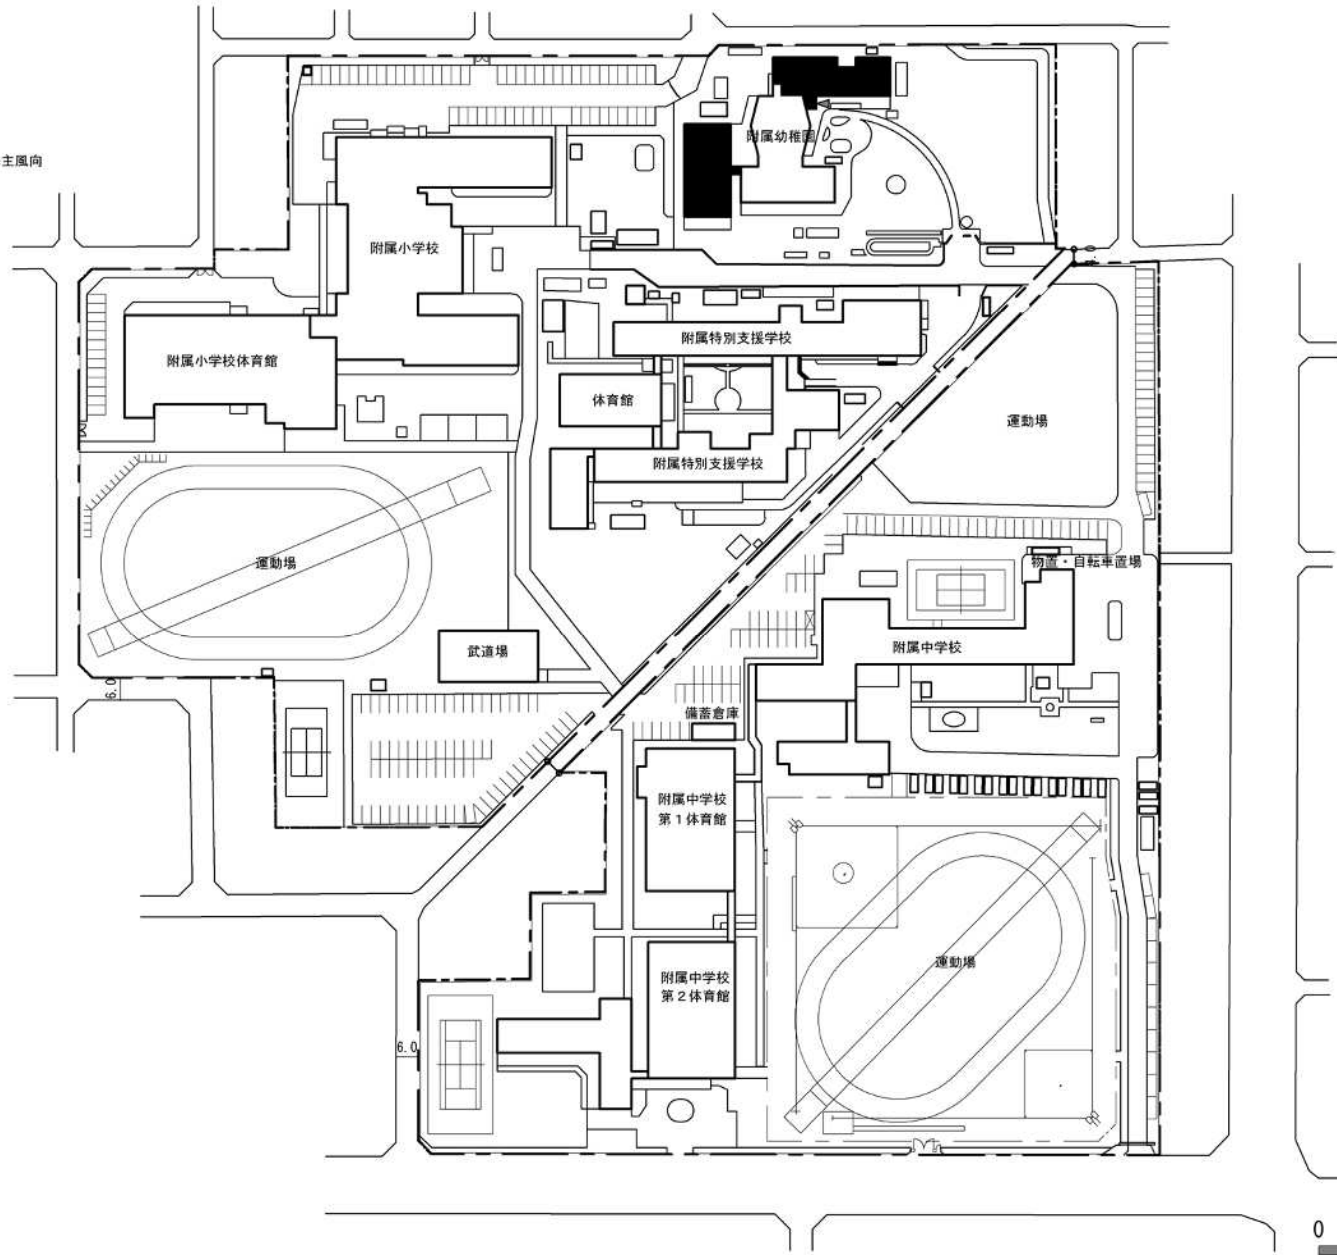 主風向
附属幼稚園
附属小学校
附属小学校体育館
附属特別支援学校
体育館
運動場
附属特別支援学校
運動場
物置・自転車置場
武道場
附属中学校
6.0
備蓄倉庫
附属中学校
第1体育館
運動場
附属中学校
第2体育館
6.0
0